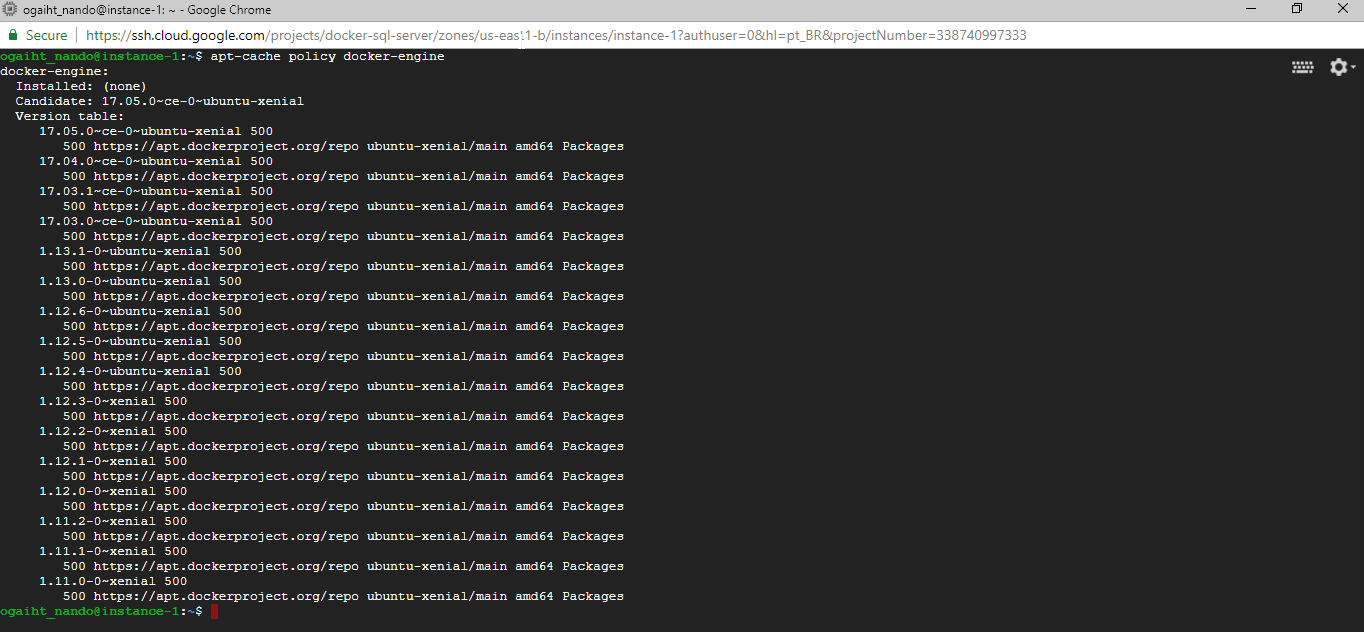 ogaiht_nando@instance-1: ~ - Google Chrome
Secure | https://ssh.cloud.google.com/projects/docker-sql-server/zones/us-east1-b/instances/instance-1?authuser=0&hl=pt_BR&projectNumber=338740997333
ogaiht_nando@instance-1:~$ apt-cache policy docker-engine
docker-engine:
  Installed: (none)
  Candidate: 17.05.0~ce-0~ubuntu-xenial
  Version table:
     17.05.0~ce-0~ubuntu-xenial 500
        500 https://apt.dockerproject.org/repo ubuntu-xenial/main amd64 Packages
     17.04.0~ce-0~ubuntu-xenial 500
        500 https://apt.dockerproject.org/repo ubuntu-xenial/main amd64 Packages
     17.03.1~ce-0~ubuntu-xenial 500
        500 https://apt.dockerproject.org/repo ubuntu-xenial/main amd64 Packages
     17.03.0~ce-0~ubuntu-xenial 500
        500 https://apt.dockerproject.org/repo ubuntu-xenial/main amd64 Packages
     1.13.1-0~ubuntu-xenial 500
        500 https://apt.dockerproject.org/repo ubuntu-xenial/main amd64 Packages
     1.13.0-0~ubuntu-xenial 500
        500 https://apt.dockerproject.org/repo ubuntu-xenial/main amd64 Packages
     1.12.6-0~ubuntu-xenial 500
        500 https://apt.dockerproject.org/repo ubuntu-xenial/main amd64 Packages
     1.12.5-0~ubuntu-xenial 500
        500 https://apt.dockerproject.org/repo ubuntu-xenial/main amd64 Packages
     1.12.4-0~ubuntu-xenial 500
        500 https://apt.dockerproject.org/repo ubuntu-xenial/main amd64 Packages
     1.12.3-0~xenial 500
        500 https://apt.dockerproject.org/repo ubuntu-xenial/main amd64 Packages
     1.12.2-0~xenial 500
        500 https://apt.dockerproject.org/repo ubuntu-xenial/main amd64 Packages
     1.12.1-0~xenial 500
        500 https://apt.dockerproject.org/repo ubuntu-xenial/main amd64 Packages
     1.12.0-0~xenial 500
        500 https://apt.dockerproject.org/repo ubuntu-xenial/main amd64 Packages
     1.11.2-0~xenial 500
        500 https://apt.dockerproject.org/repo ubuntu-xenial/main amd64 Packages
     1.11.1-0~xenial 500
        500 https://apt.dockerproject.org/repo ubuntu-xenial/main amd64 Packages
     1.11.0-0~xenial 500
        500 https://apt.dockerproject.org/repo ubuntu-xenial/main amd64 Packages
ogaiht_nando@instance-1:~$